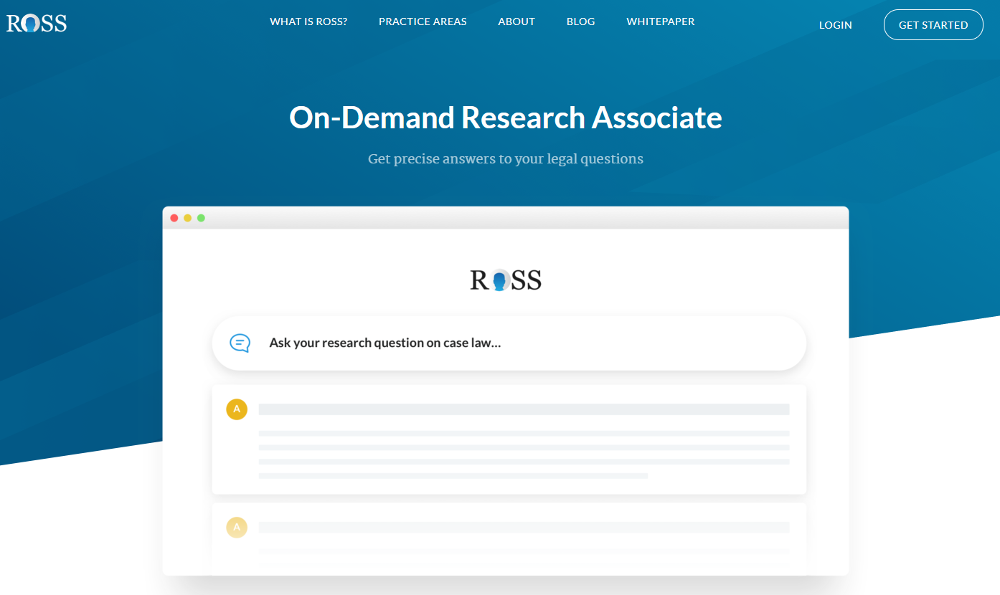 ROSS
WHAT IS ROSS?
PRACTICE AREAS
ABOUT
BLOG
WHITEPAPER
LOGIN
GET STARTED
On-Demand Research Associate
Get precise answers to your legal questions
ROSS
Ask your research question on case law...
A
A